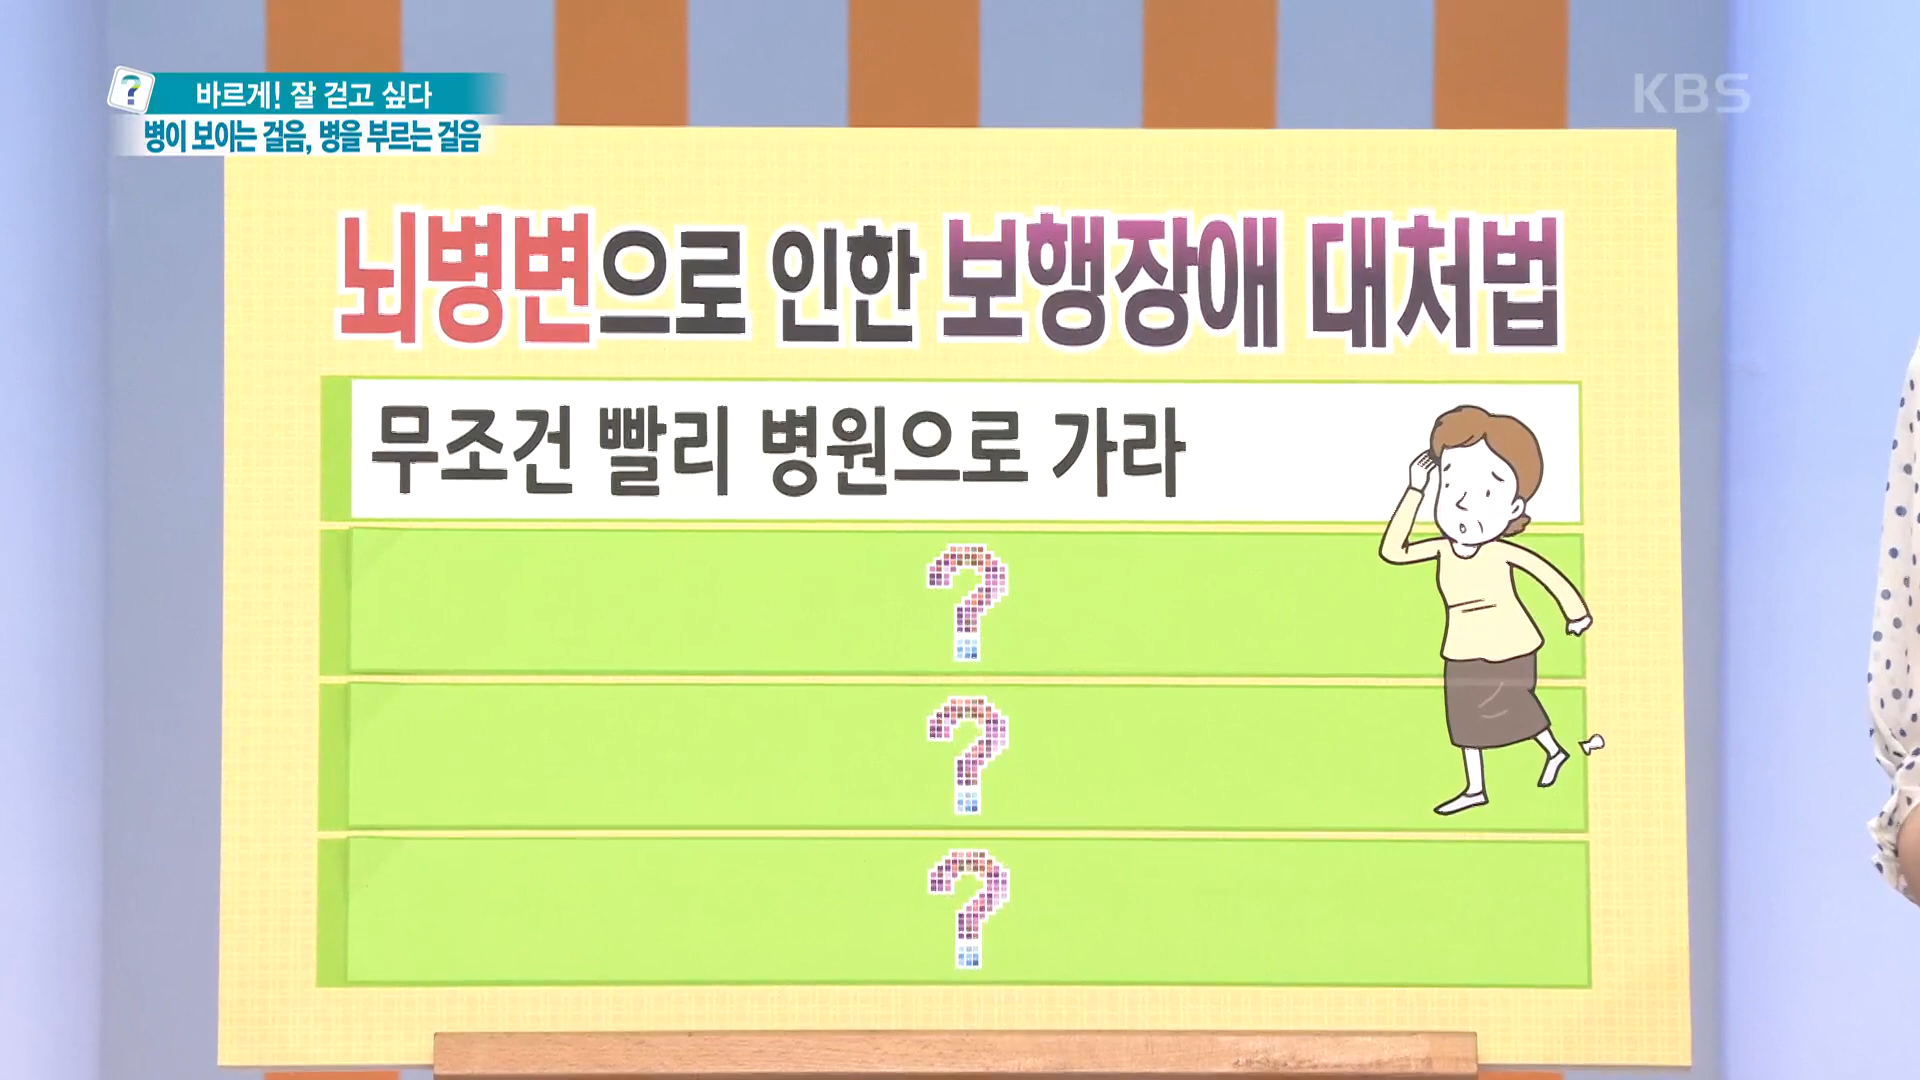 바르게! 잘 걷고 싶다
병이 보이는 걸음, 병을 부르는 걸음
KBS
뇌병변으로 인한 보행장애 대처법
무조건 빨리 병원으로 가라
?
?
?